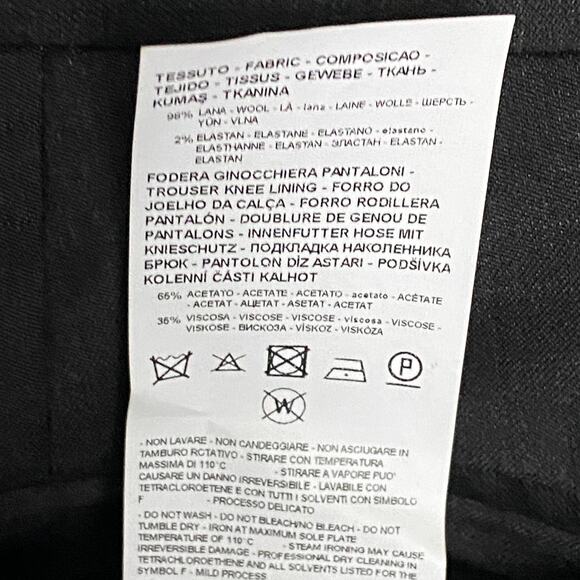 TESSUTO - FABRIC - COMPOSICAO -
TEJIDO - TISSUS - GEWEBE - ТКАНЬ -
KUMAŞ - TKANINA
98% LANA - WOOL - LÃ - lana - LAINE - WOLLE - ШЕРСТЬ -
YÜN - VLNA
2% ELASTAN - ELASTANE - ELASTANO - elastano -
ELASTHANNE - ELASTAN - ЭЛАСТАН - ELASTAN -
ELASTAN
FODERA GINOCCHIERA PANTALONI -
TROUSER KNEE LINING - FORRO DO
JOELHO DA CALÇA - FORRO RODILLERA
PANTALÓN - DOUBLURE DE GENOU DE
PANTALONS - INNENFUTTER HOSE MIT
KNIESCHUTZ - ПОДКЛАДКА НАКОЛЕННИКА
БРЮК - PANTOLON DİZ ASTARI - PODŠÍVKA
KOLENNÍ ČÁSTI KALHOT
65% ACETATO - ACETATE - ACETATO - acetato - ACÉTATE
- ACETAT - АЦЕТАТ - ASETAT - ACETAT
35% VISCOSA - VISCOSE - VISCOSE - viscosa - VISCOSE -
VISKOSE - ВИСКОЗА - VİSKOZ - VISKÓZA
P
W
- NON LAVARE - NON CANDEGGIARE - NON ASCIUGARE IN
TAMBURO ROTATIVO - STIRARE CON TEMPERATURA
MASSIMA DI 110°C - STIRARE A VAPORE PUO'
CAUSARE UN DANNO IRREVERSIBILE - LAVABILE CON
TETRACLOROETENE E CON TUTTI I SOLVENTI CON SIMBOLO
F - PROCESSO DELICATO
- DO NOT WASH - DO NOT BLEACH/NO BLEACH - DO NOT
TUMBLE DRY - IRON AT MAXIMUM SOLE PLATE
TEMPERATURE OF 110°C - STEAM IRONING MAY CAUSE
IRREVERSIBLE DAMAGE - PROFESSIONAL DRY CLEANING IN
TETRACHLOROETHENE AND ALL SOLVENTS LISTED FOR THE
SYMBOL F - MILD PROCESS